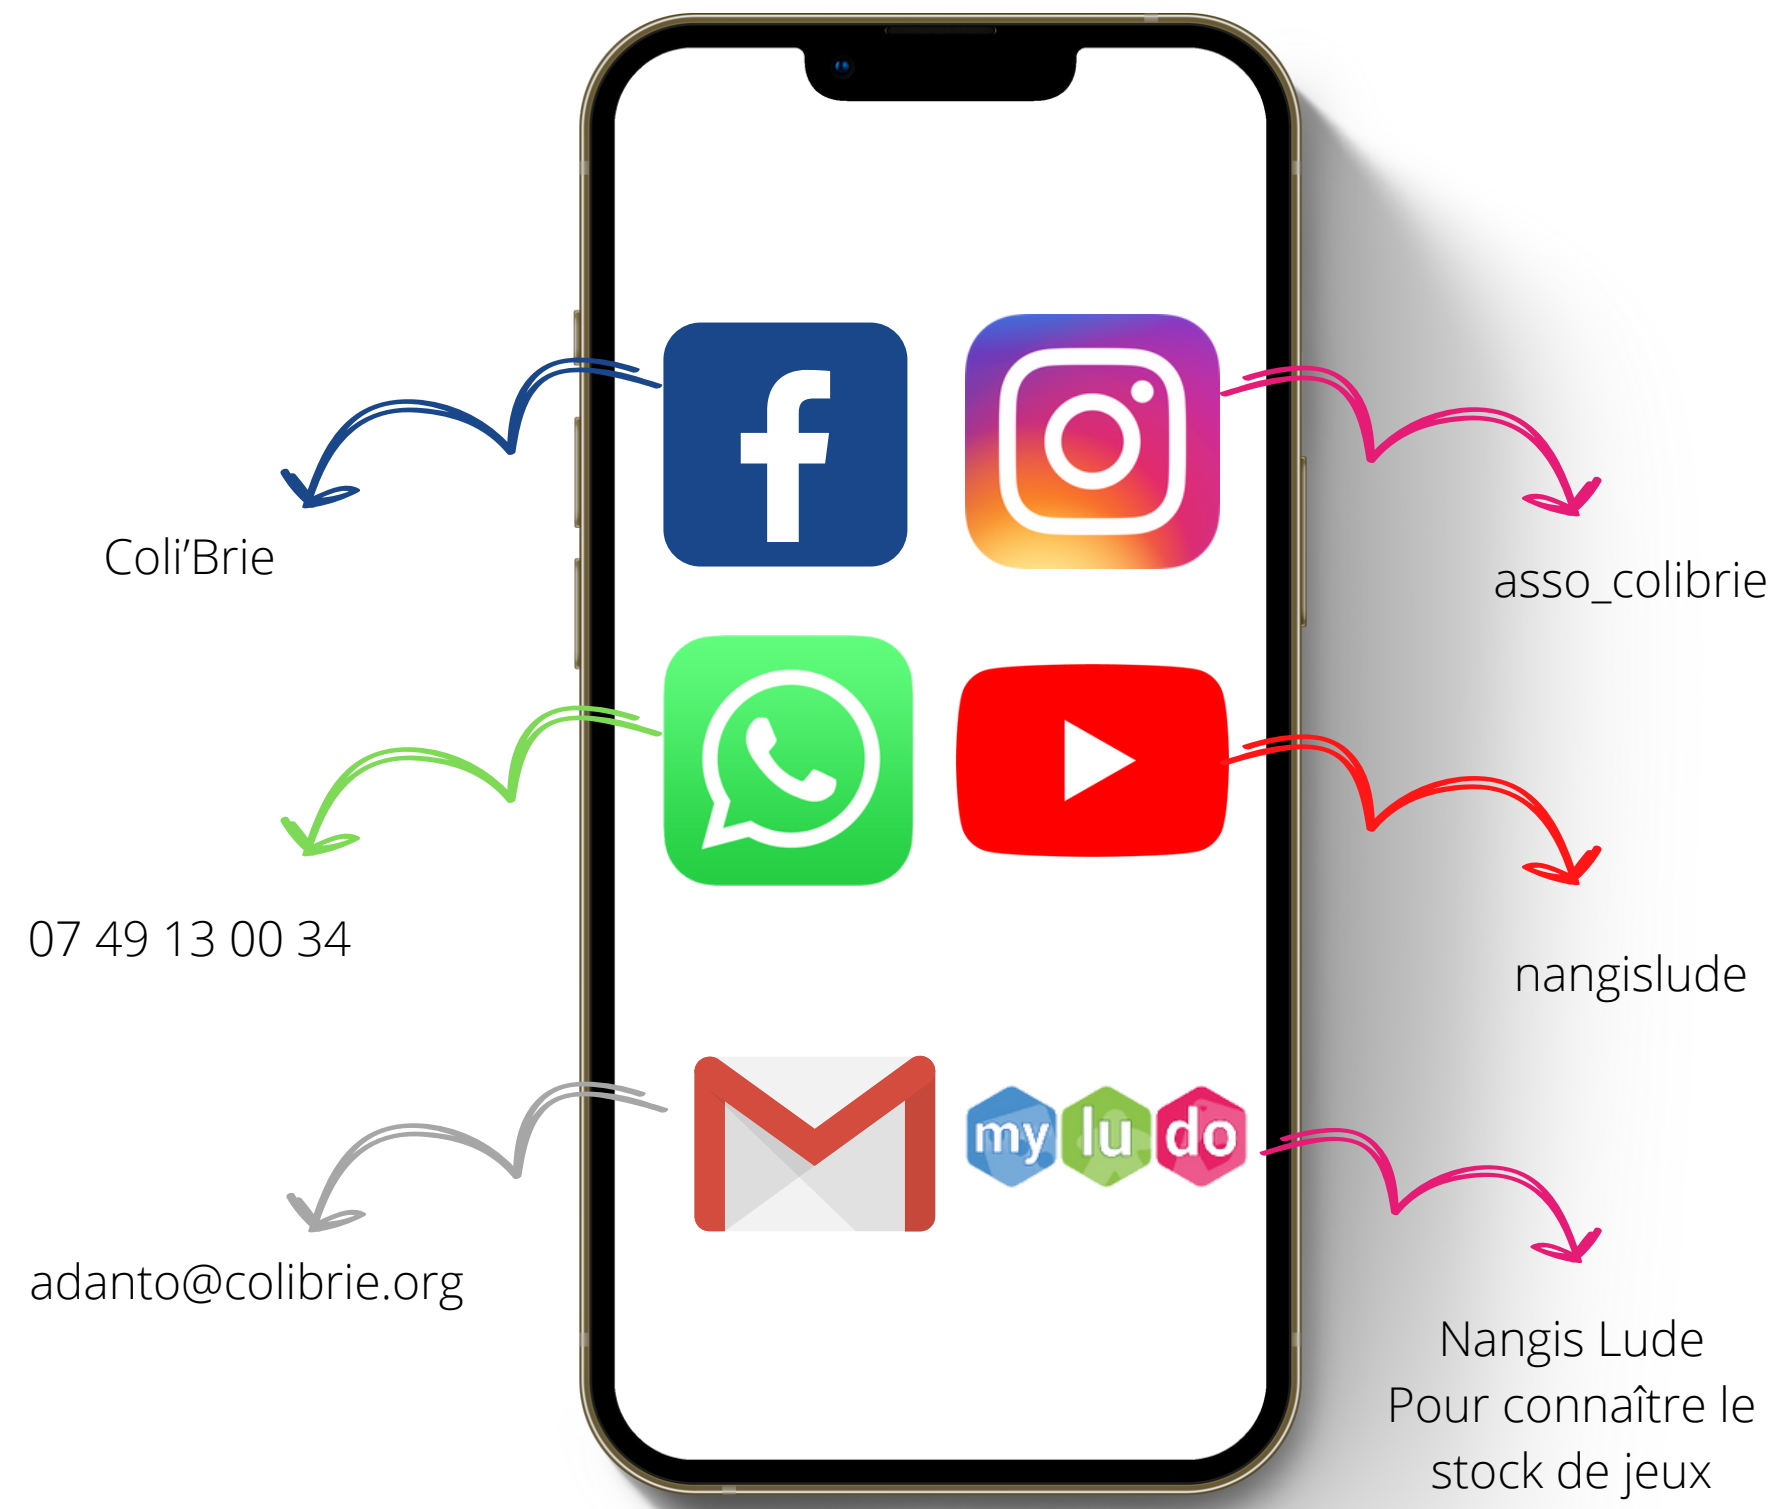 Coli'Brie
asso_colibrie
07 49 13 00 34
nangislude
my lu do
adanto@colibrie.org
Nangis Lude
Pour connaître le
stock de jeux